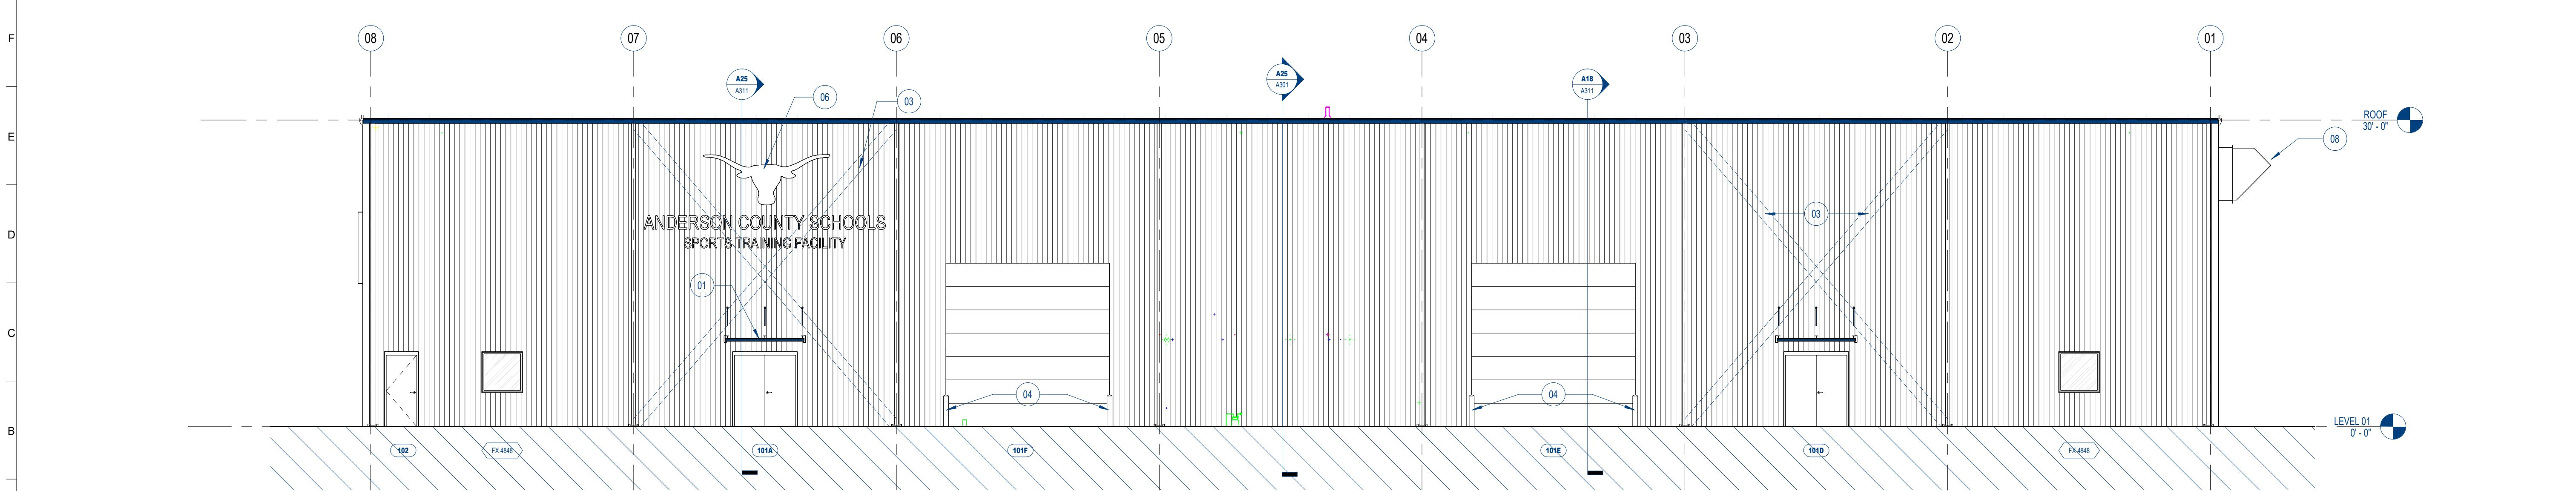 F
08
07
06
05
04
03
02
01
A25
A311
A25
A301
A18
A311
06
03
ROOF
30' - 0"
E
08
03
ANDERSON COUNTY SCHOOLS
SPORTS TRAINING FACILITY
D
01
C
04
04
LEVEL 01
0' - 0"
B
102
FX 4848
101A
101F
101E
101D
FX 4848